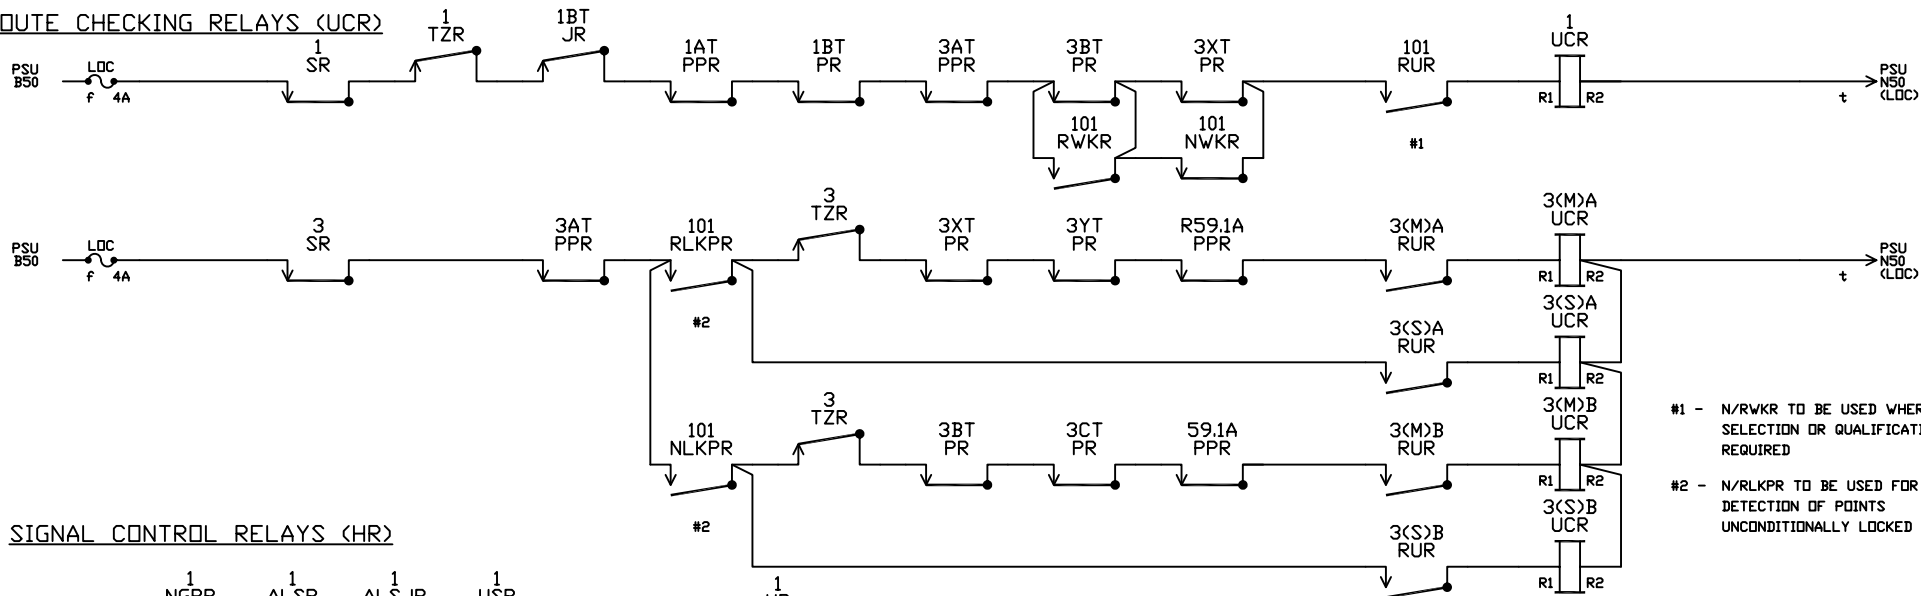 OUTE CHECKING RELAYS (UCR)
1
TZR
1BT
JR
1
UCR
1
SR
1AT
PPR
1BT
PR
3AT
PPR
3BT
PR
3XT
PR
101
RUR
PSU
B50
LOC
f 4A
R1 R2
t
PSU
N50
(LOC)
101
RWKR
101
NWKR
#1
3
TZR
3(M)A
UCR
3
SR
3AT
PPR
101
RLKPR
3XT
PR
3YT
PR
R59.1A
PPR
3(M)A
RUR
PSU
B50
LOC
f 4A
R1 R2
t
PSU
N50
(LOC)
#2
3(S)A
UCR
3(S)A
RUR
R1 R2
3
TZR
3(M)B
UCR
101
NLKPR
3BT
PR
3CT
PR
59.1A
PPR
3(M)B
RUR
R1 R2
#2
3(S)B
UCR
3(S)B
RUR
R1 R2
#1 - N/RWKR TO BE USED WHER
SELECTION OR QUALIFICATI
REQUIRED
#2 - N/RLKPR TO BE USED FOR
DETECTION OF POINTS
UNCONDITIONALLY LOCKED
SIGNAL CONTROL RELAYS (HR)
1
1
1
1
1